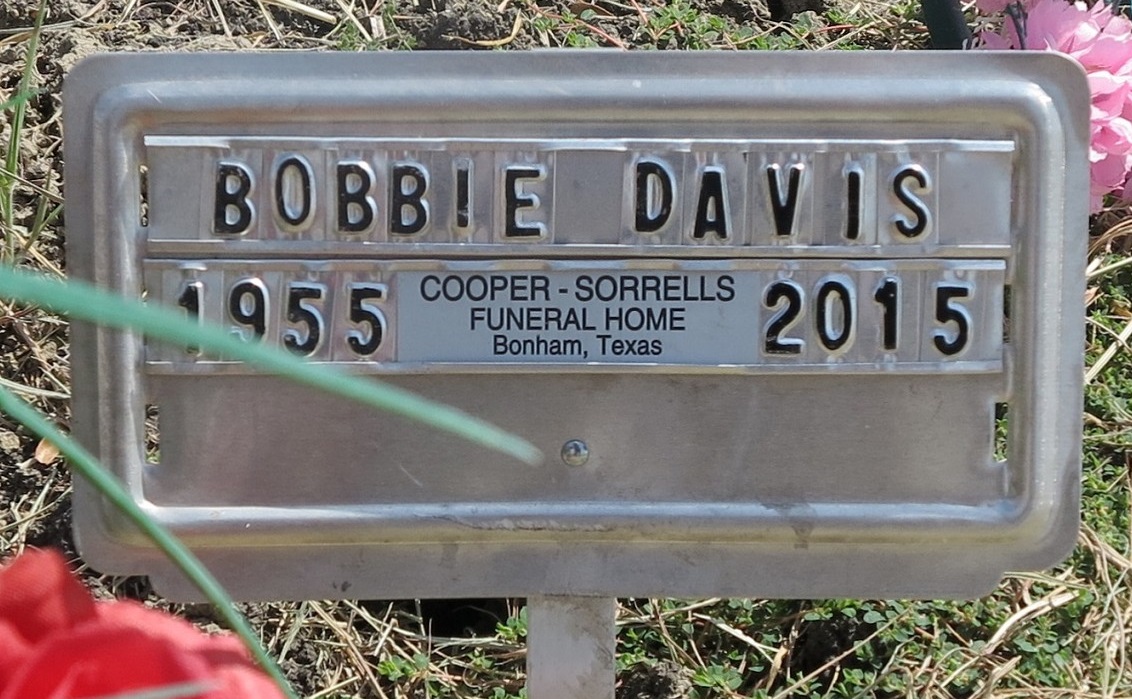 BOBBIE DAVIS
1955 COOPER - SORRELLS 2015
FUNERAL HOME
Bonham, Texas